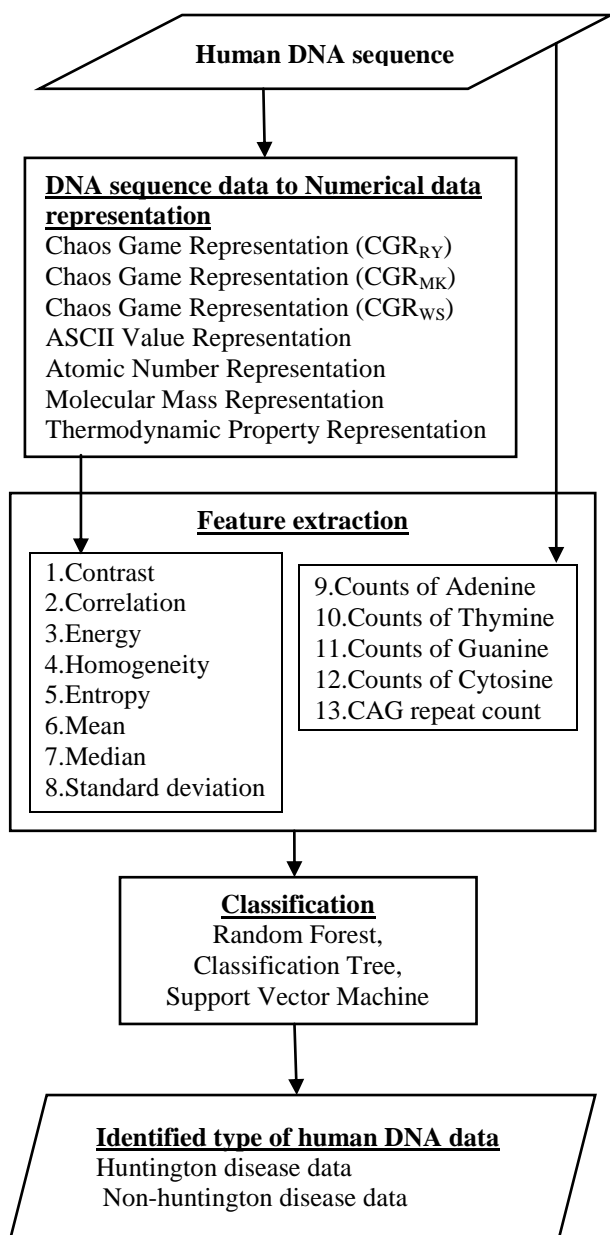 Human DNA sequence
DNA sequence data to Numerical data
representation
Chaos Game Representation (CGR_RY)
Chaos Game Representation (CGR_MK)
Chaos Game Representation (CGR_WS)
ASCII Value Representation
Atomic Number Representation
Molecular Mass Representation
Thermodynamic Property Representation
Feature extraction
1.Contrast
2.Correlation
3.Energy
4.Homogeneity
5.Entropy
6.Mean
7.Median
8.Standard deviation
9.Counts of Adenine
10.Counts of Thymine
11.Counts of Guanine
12.Counts of Cytosine
13.CAG repeat count
Classification
Random Forest,
Classification Tree,
Support Vector Machine
Identified type of human DNA data
Huntington disease data
Non-huntington disease data